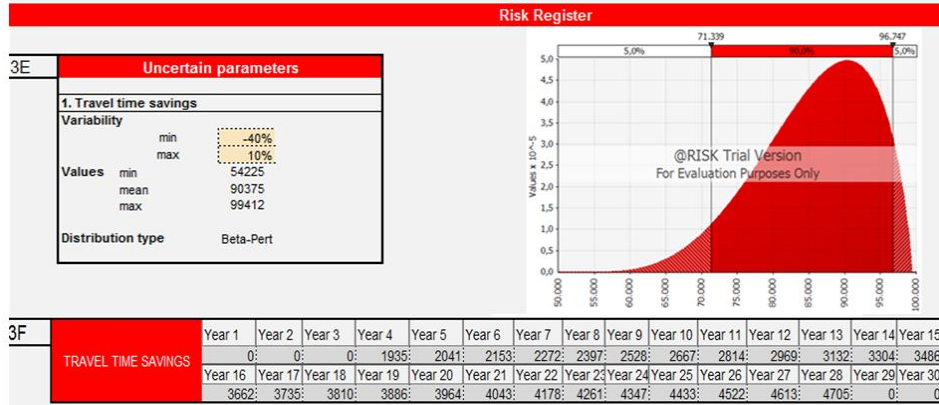 Risk Register
3E
Uncertain parameters
1. Travel time savings
Variability
min -40%
max 10%
Values min 54225
mean 90375
max 99412
Distribution type Beta-Pert
71.339 96.747
5,0% 90,0% 5,0%
5,0
4,5
4,0
3,5
3,0
2,5
2,0
1,5
1,0
0,5
0,0
Values x 10^-5
@RISK Trial Version
For Evaluation Purposes Only
50.000 55.000 60.000 65.000 70.000 75.000 80.000 85.000 90.000 95.000 100.000
3F
TRAVEL TIME SAVINGS
Year 1 Year 2 Year 3 Year 4 Year 5 Year 6 Year 7 Year 8 Year 9 Year 10 Year 11 Year 12 Year 13 Year 14 Year 15
0 0 0 1935 2041 2153 2272 2397 2528 2667 2814 2969 3132 3304 3486
Year 16 Year 17 Year 18 Year 19 Year 20 Year 21 Year 22 Year 23 Year 24 Year 25 Year 26 Year 27 Year 28 Year 29 Year 30
3662 3735 3810 3886 3964 4043 4178 4261 4347 4433 4522 4613 4705 0 0